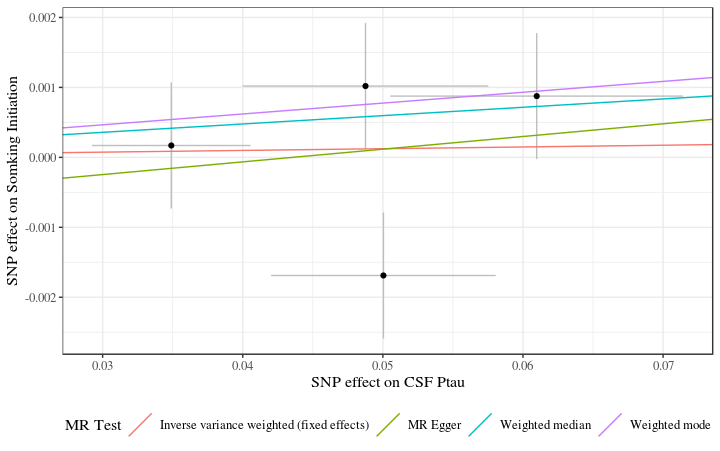 SNP effect on Somking Initiation
0.002
0.001
0.000
-0.001
-0.002
0.03 0.04 0.05 0.06 0.07
SNP effect on CSF Ptau
MR Test Inverse variance weighted (fixed effects) MR Egger Weighted median Weighted mode